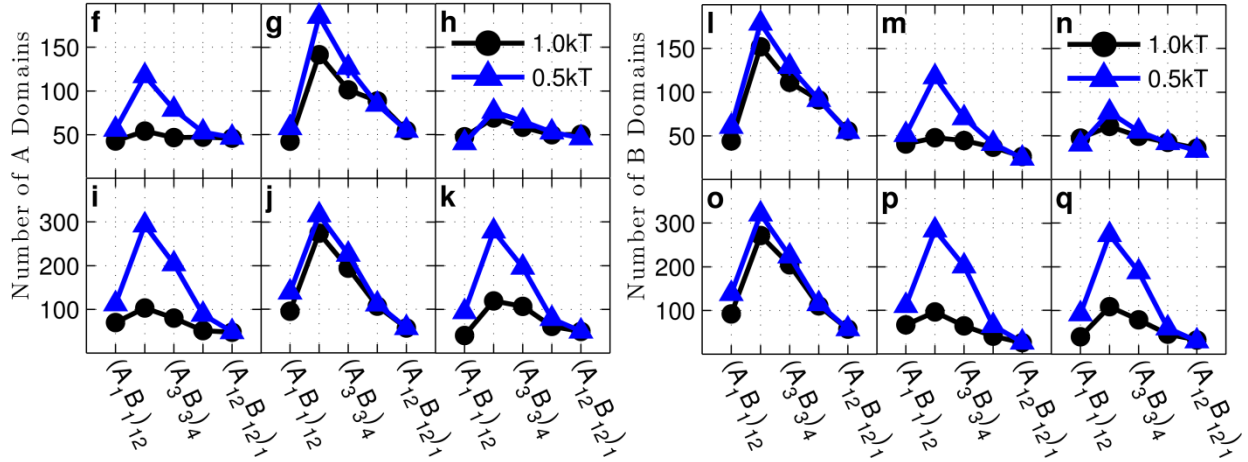 f g h
1.0kT
0.5kT
150
100
50
i j k
300
200
100
Number of A Domains
(A1B1)12 (A3B3)4 (A12B12)1 (A1B1)12 (A3B3)4 (A12B12)1 (A1B1)12 (A3B3)4 (A12B12)1
l m n
1.0kT
0.5kT
150
100
50
o p q
300
200
100
Number of B Domains
(A1B1)12 (A3B3)4 (A12B12)1 (A1B1)12 (A3B3)4 (A12B12)1 (A1B1)12 (A3B3)4 (A12B12)1